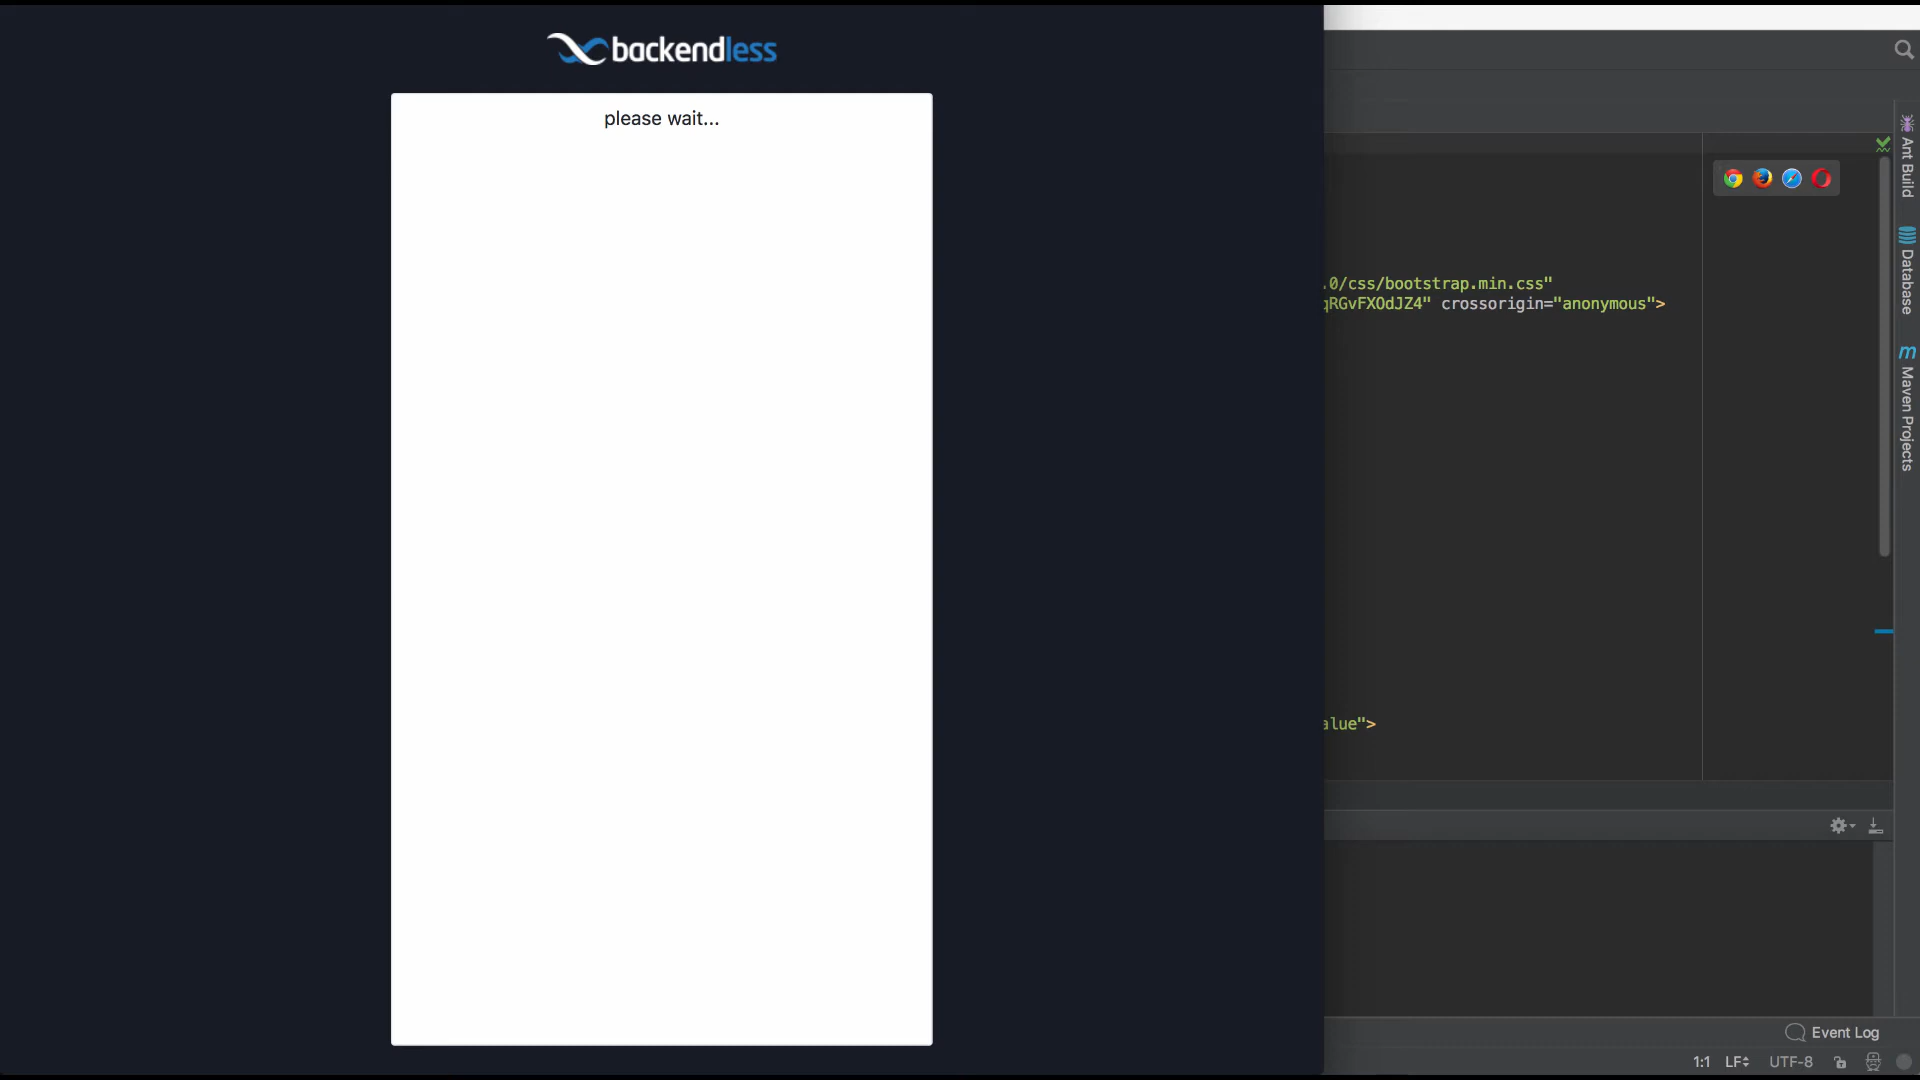 backendless
please wait...
.0/css/bootstrap.min.css"
qRGvFXOdJZ4" crossorigin="anonymous">
alue">
Ant Build
Database
m
Maven Projects
Event Log
1:1 LF UTF-8